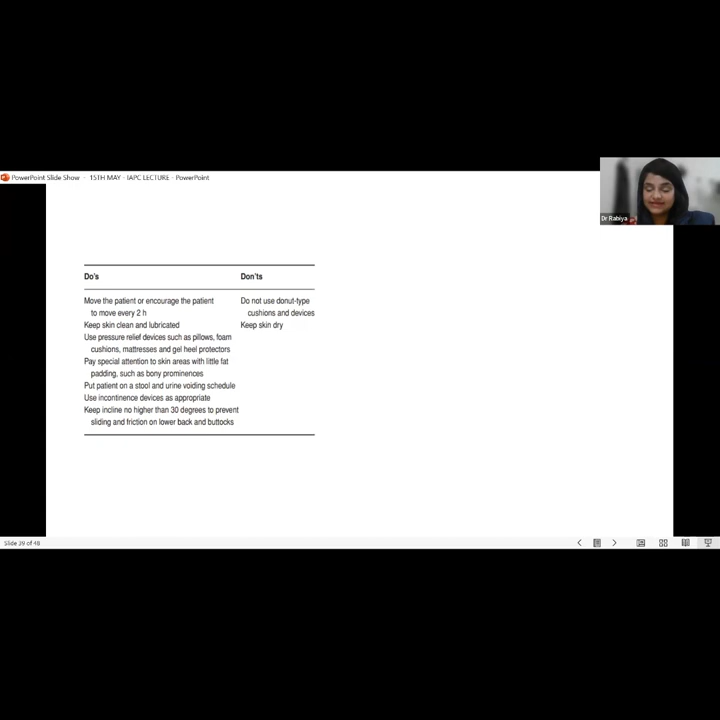 PowerPoint Slide Show - 15TH MAY - IAPC LECTURE - PowerPoint
Dr Rabiya
Do's
Don'ts
Move the patient or encourage the patient
to move every 2 h
Keep skin clean and lubricated
Use pressure relief devices such as pillows, foam
cushions, mattresses and gel heel protectors
Pay special attention to skin areas with little fat
padding, such as bony prominences
Put patient on a stool and urine voiding schedule
Use incontinence devices as appropriate
Keep incline no higher than 30 degrees to prevent
sliding and friction on lower back and buttocks
Do not use donut-type
cushions and devices
Keep skin dry
Slide 39 of 48